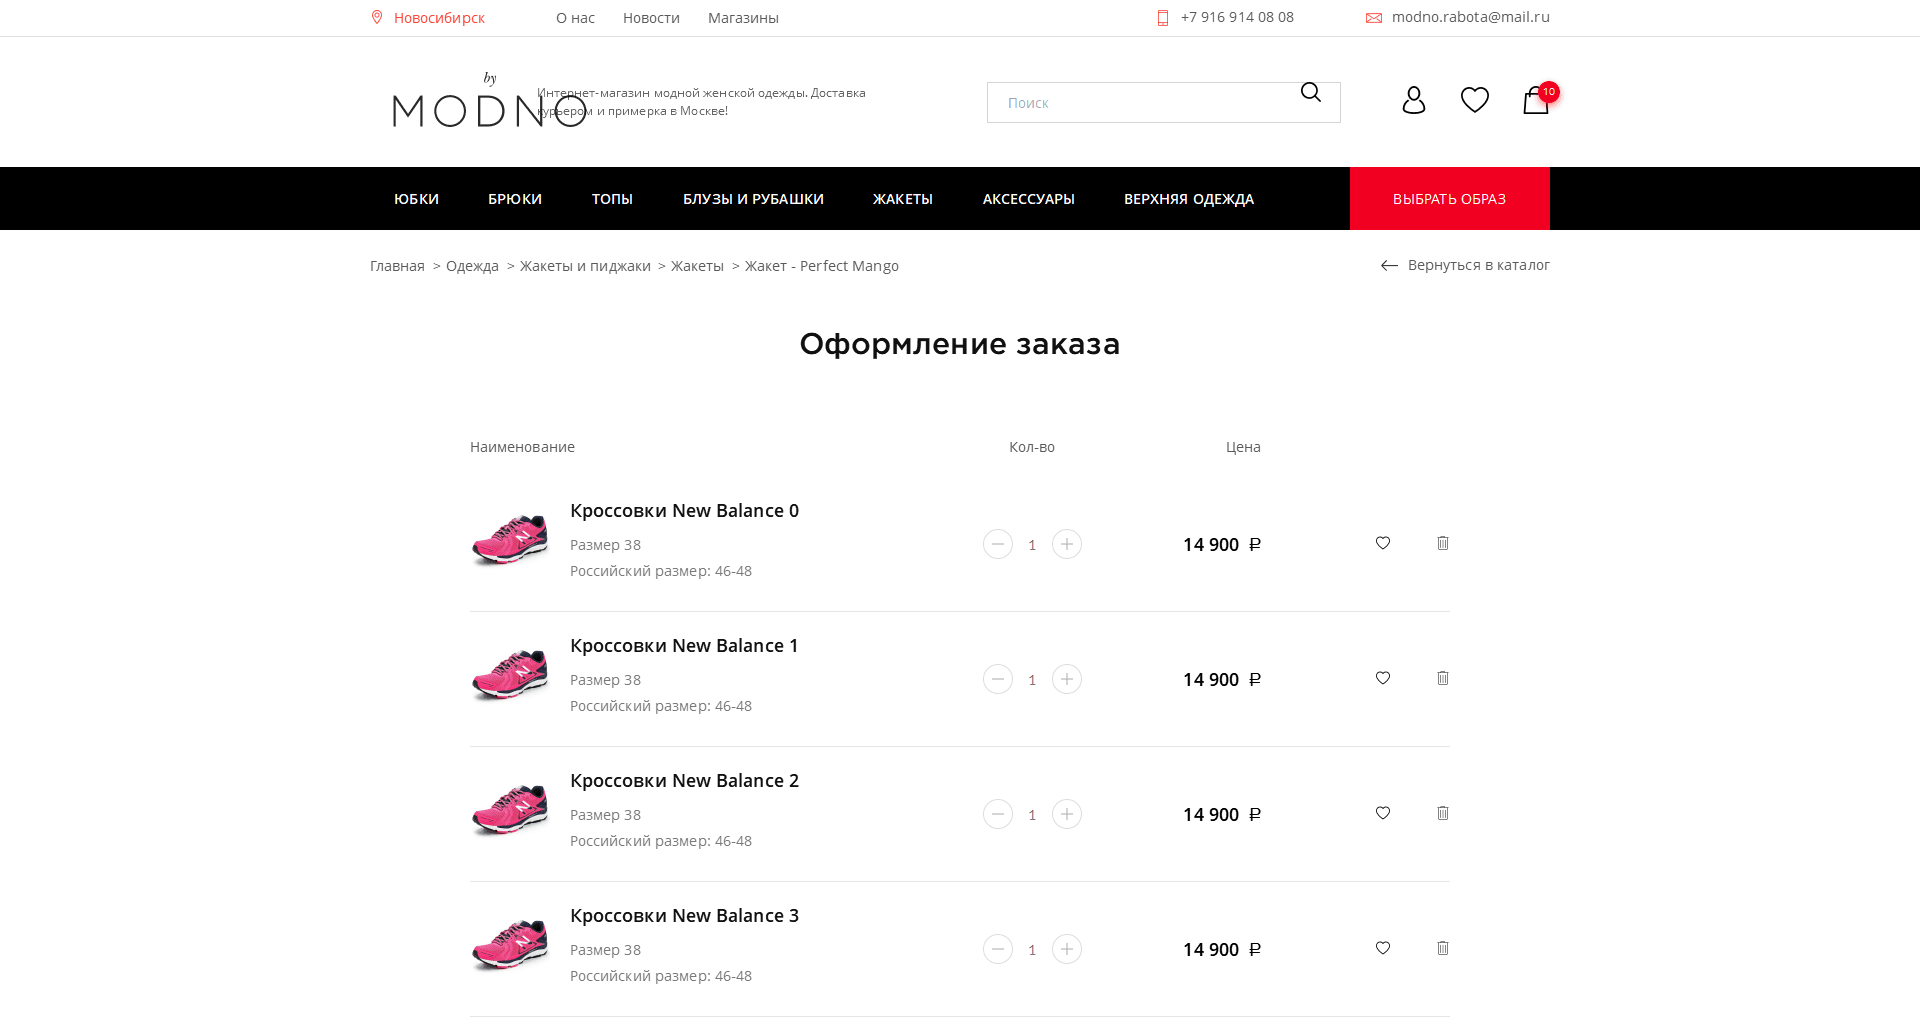 Новосибирск О нас Новости Магазины +7 916 914 08 08 modno.rabota@mail.ru
by
MODNO
Интернет-магазин модной женской одежды. Доставка
курьером и примерка в Москве!
Поиск
10
ЮБКИ БРЮКИ ТОПЫ БЛУЗЫ И РУБАШКИ ЖАКЕТЫ АКСЕССУАРЫ ВЕРХНЯЯ ОДЕЖДА ВЫБРАТЬ ОБРАЗ
Главная > Одежда > Жакеты и пиджаки > Жакеты > Жакет - Perfect Mango Вернуться в каталог
Оформление заказа
Наименование Кол-во Цена
Кроссовки New Balance 0
Размер 38
Российский размер: 46-48
1 14 900 ₽
Кроссовки New Balance 1
Размер 38
Российский размер: 46-48
1 14 900 ₽
Кроссовки New Balance 2
Размер 38
Российский размер: 46-48
1 14 900 ₽
Кроссовки New Balance 3
Размер 38
Российский размер: 46-48
1 14 900 ₽